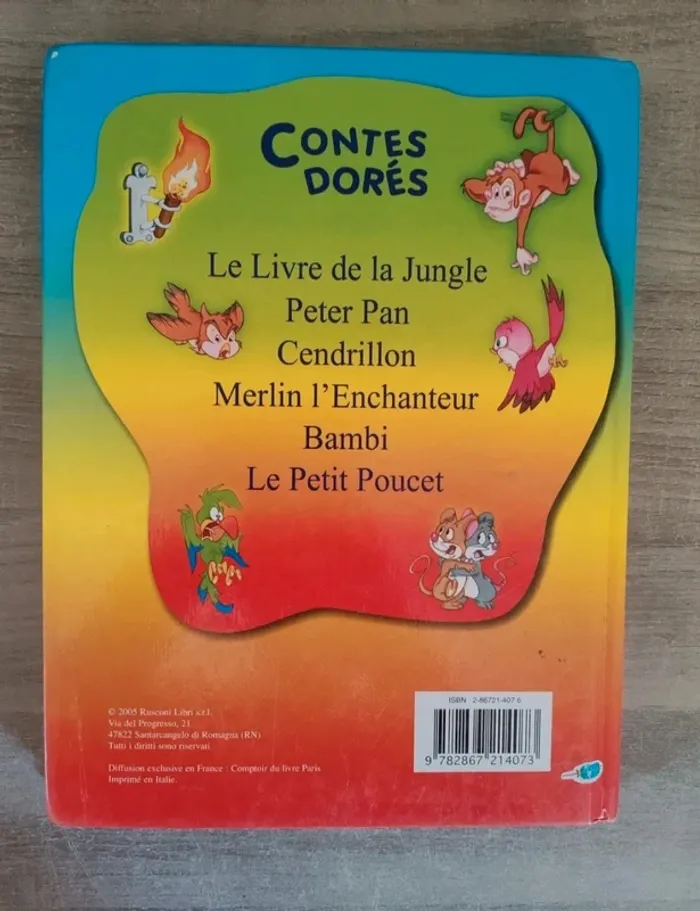 CONTES
DORÉS
Le Livre de la Jungle
Peter Pan
Cendrillon
Merlin l'Enchanteur
Bambi
Le Petit Poucet
© 2005 Rusconi Libri s.r.l.
Via del Progresso, 21
47822 Santarcangelo di Romagna (RN)
Tutti i diritti sono riservati
Diffusion exclusive en France : Comptoir du livre Paris
Imprimé en Italie.
ISBN : 2-86721-407 6
9 782867 214073